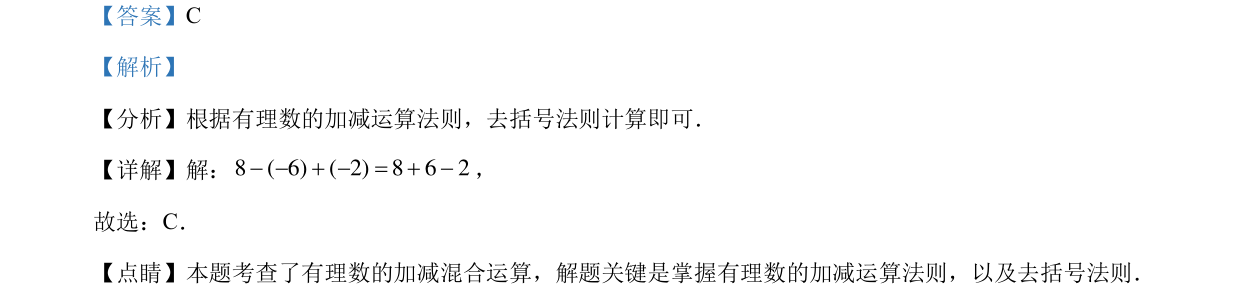 【答案】C
【解析】
【分析】根据有理数的加减运算法则，去括号法则计算即可．
【详解】解：8－(－6)＋(－2)＝8＋6－2，
故选：C．
【点睛】本题考查了有理数的加减混合运算，解题关键是掌握有理数的加减运算法则，以及去括号法则．